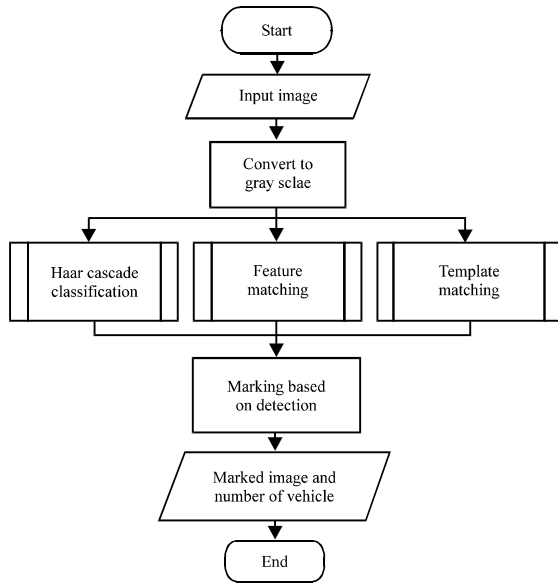 Start
Input image
Convert to
gray sclae
Haar cascade
classification
Feature
matching
Template
matching
Marking based
on detection
Marked image and
number of vehicle
End